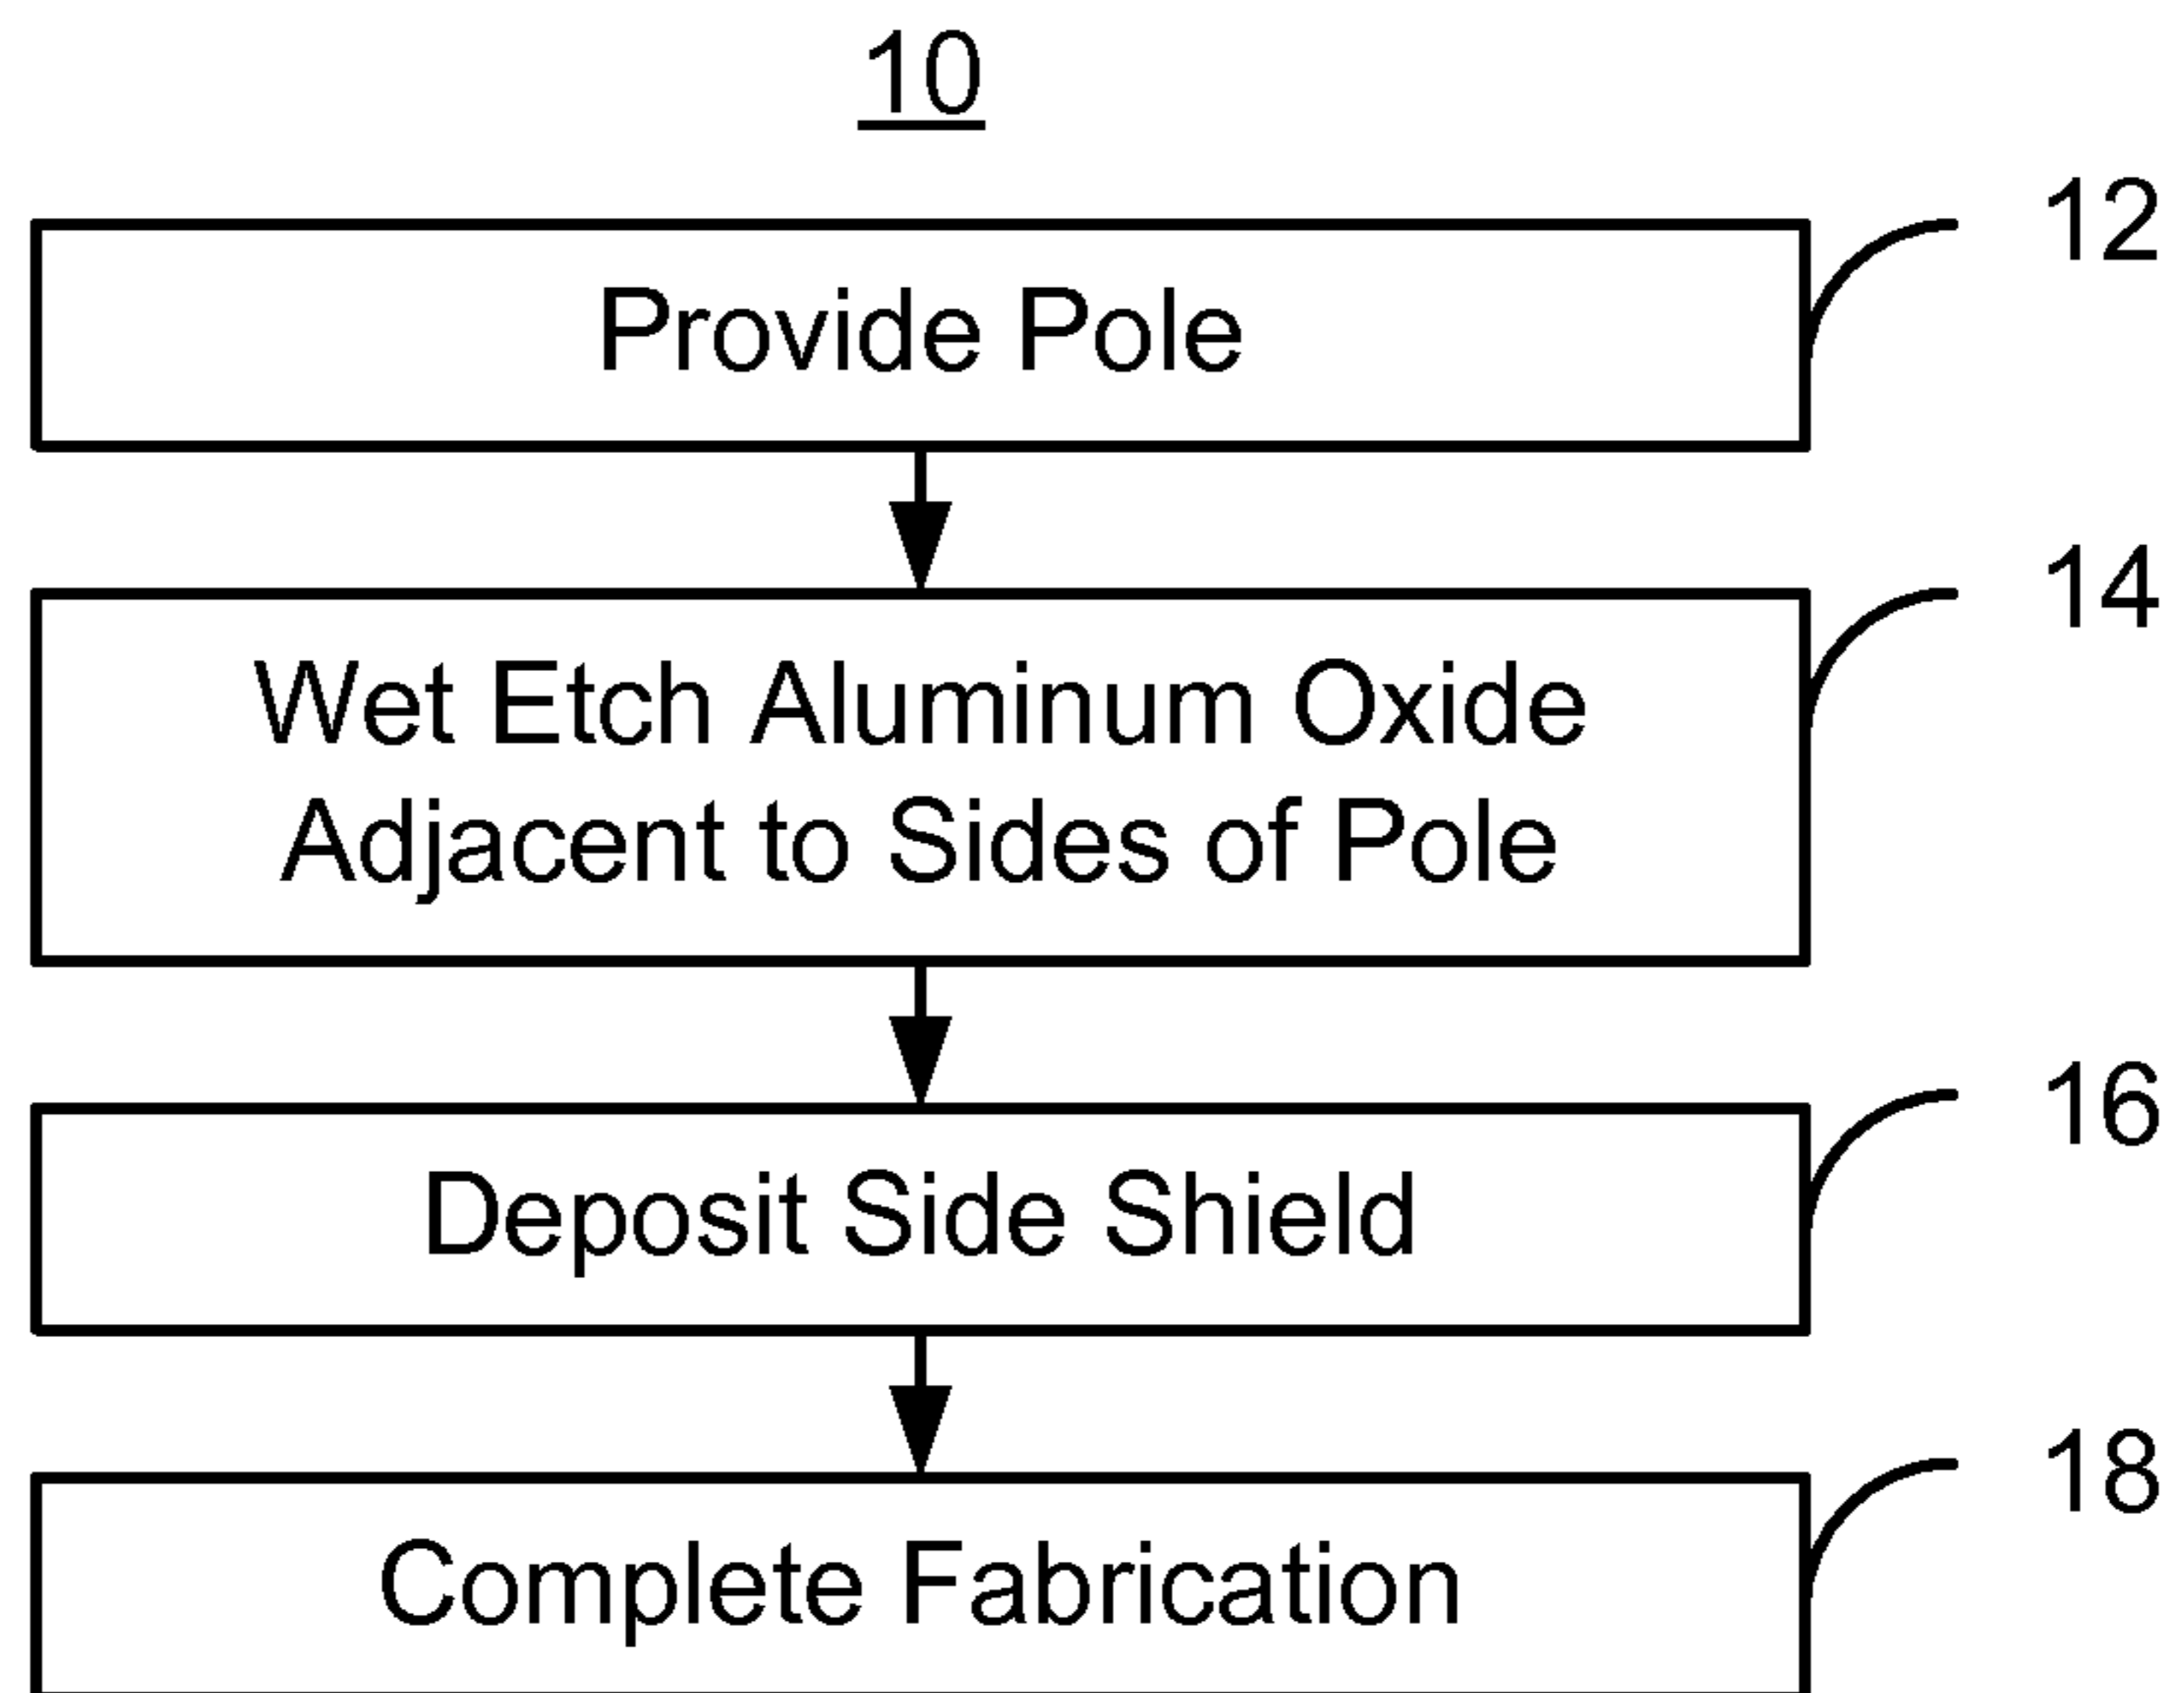 10
12
Provide Pole
14
Wet Etch Aluminum Oxide
Adjacent to Sides of Pole
16
Deposit Side Shield
18
Complete Fabrication